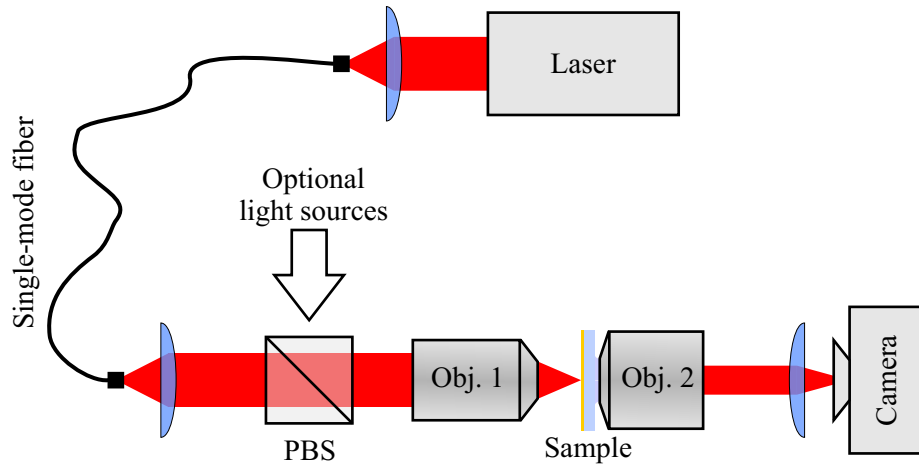 Laser
Single-mode fiber
Optional
light sources
Obj. 1
Obj. 2
Camera
PBS
Sample